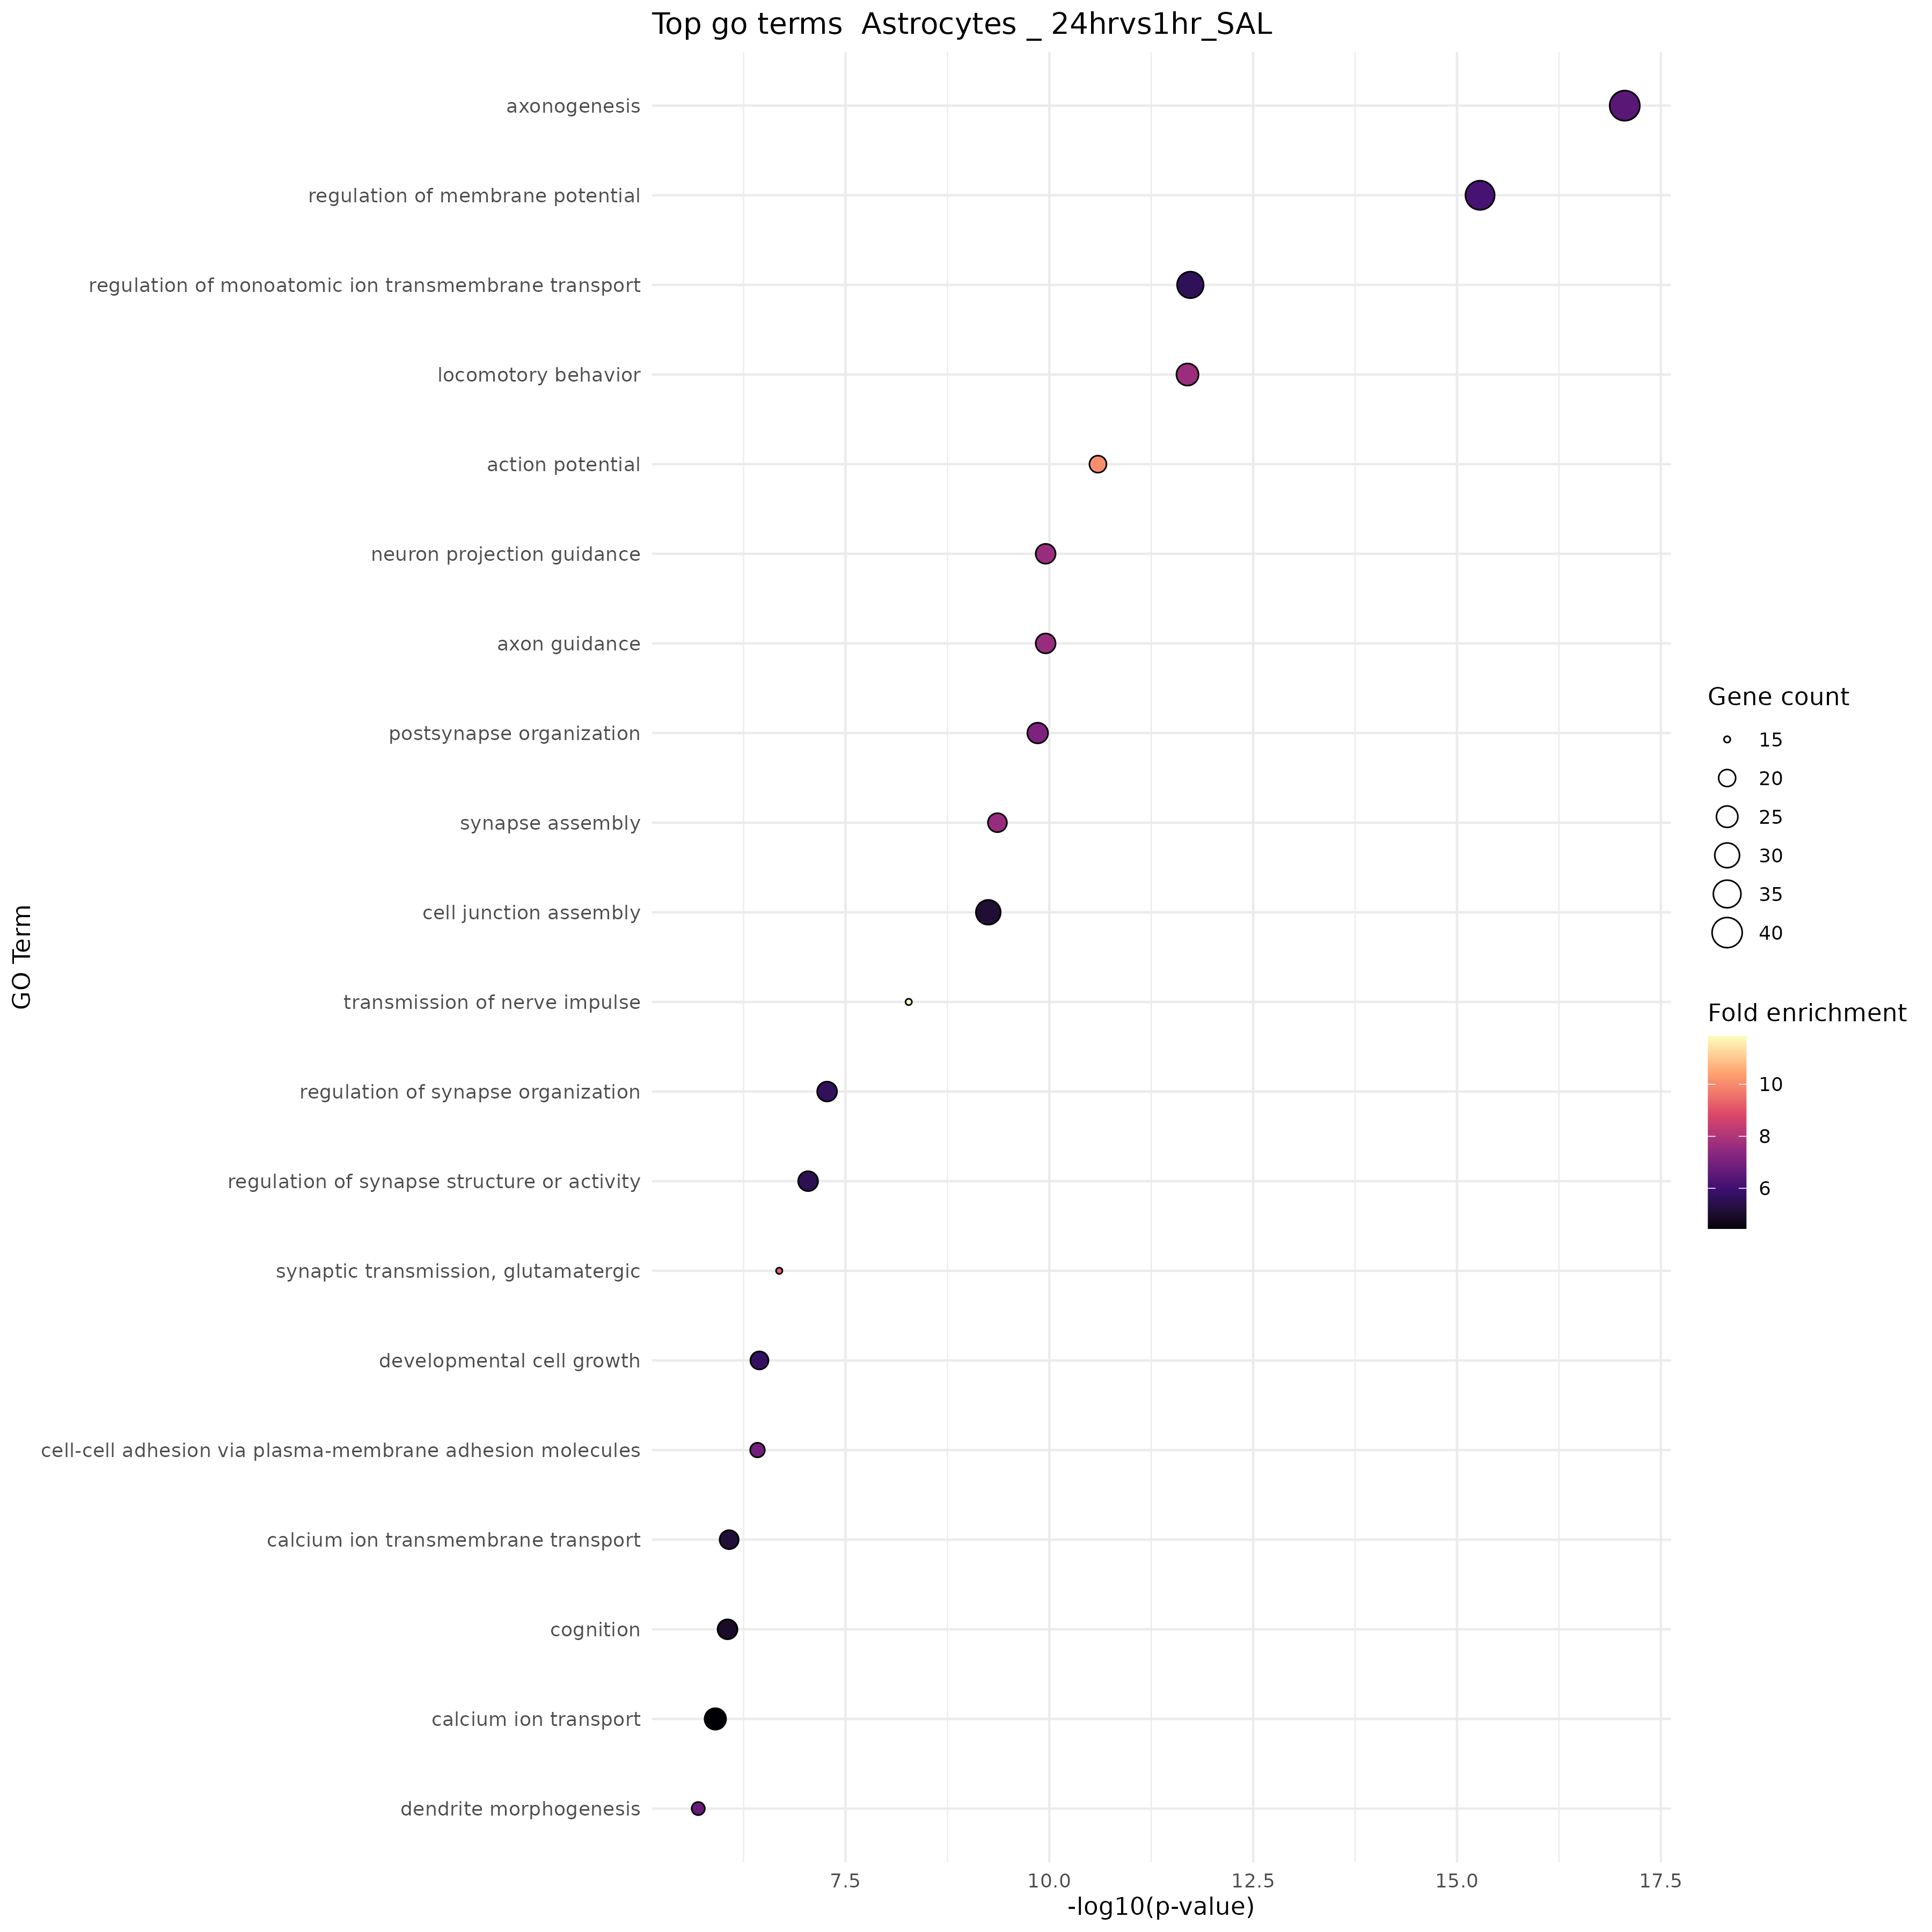 Top go terms  Astrocytes _ 24hrvs1hr_SAL
GO Term
axonogenesis
regulation of membrane potential
regulation of monoatomic ion transmembrane transport
locomotory behavior
action potential
neuron projection guidance
axon guidance
postsynapse organization
synapse assembly
cell junction assembly
transmission of nerve impulse
regulation of synapse organization
regulation of synapse structure or activity
synaptic transmission, glutamatergic
developmental cell growth
cell-cell adhesion via plasma-membrane adhesion molecules
calcium ion transmembrane transport
cognition
calcium ion transport
dendrite morphogenesis
7.5 10.0 12.5 15.0 17.5
-log10(p-value)
Gene count
15
20
25
30
35
40
Fold enrichment
10
8
6